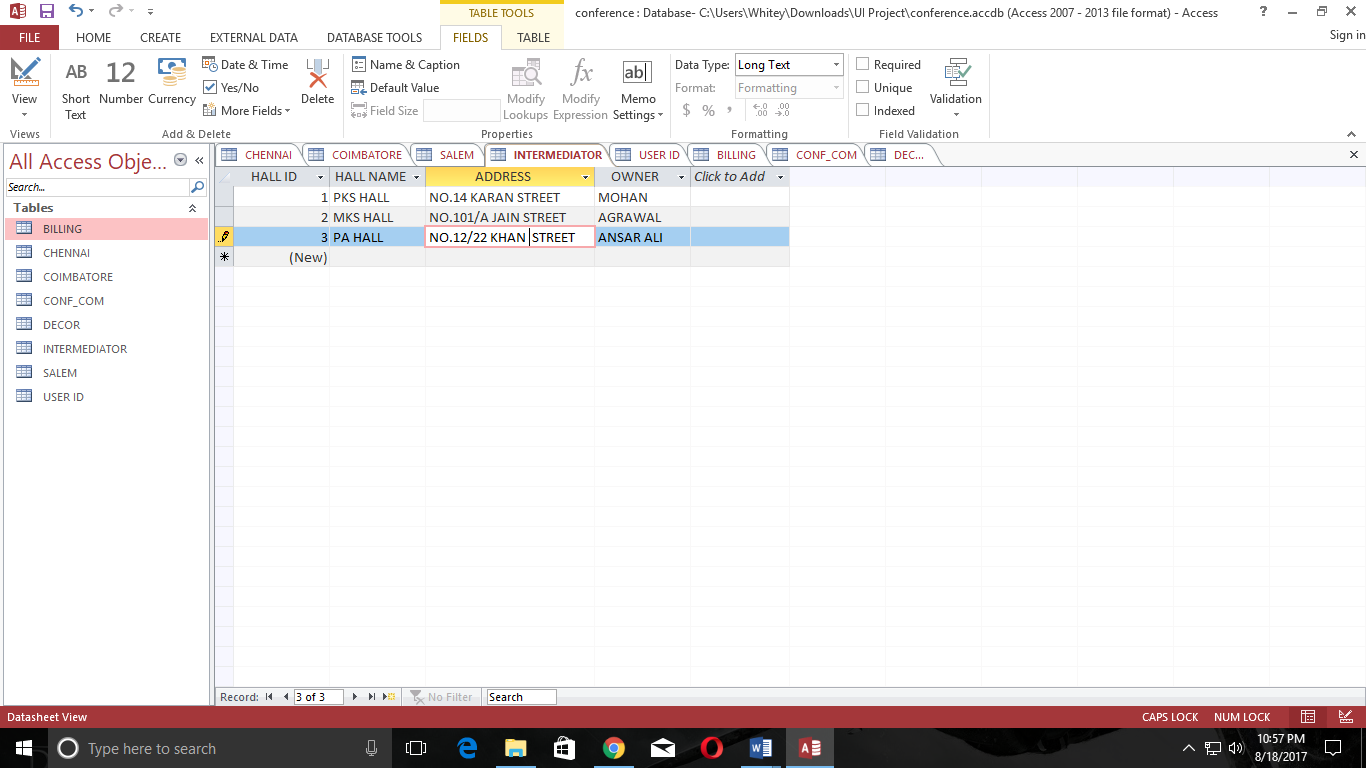 TABLE TOOLS
conference : Database- C:\Users\Whitey\Downloads\UI Project\conference.accdb (Access 2007 - 2013 file format) - Access
?
FILE HOME CREATE EXTERNAL DATA DATABASE TOOLS FIELDS TABLE Sign in
View
Views
AB Short Text
12 Number
Currency
Date & Time
Yes/No
More Fields
Delete
Add & Delete
Name & Caption
Default Value
Field Size
Modify Lookups
fx Modify Expression
ab| Memo Settings
Properties
Data Type: Long Text
Format: Formatting
$ % , ←.0 .00 .00 →.0
Formatting
Required
Unique
Indexed
Validation
Field Validation
All Access Obje... «
Search...
Tables
BILLING
CHENNAI
COIMBATORE
CONF_COM
DECOR
INTERMEDIATOR
SALEM
USER ID
CHENNAI COIMBATORE SALEM INTERMEDIATOR USER ID BILLING CONF_COM DEC...
HALL ID HALL NAME ADDRESS OWNER Click to Add
1 PKS HALL NO.14 KARAN STREET MOHAN
2 MKS HALL NO.101/A JAIN STREET AGRAWAL
3 PA HALL NO.12/22 KHAN STREET ANSAR ALI
(New)
Record: 3 of 3 No Filter Search
Datasheet View CAPS LOCK NUM LOCK
Type here to search
10:57 PM
8/18/2017